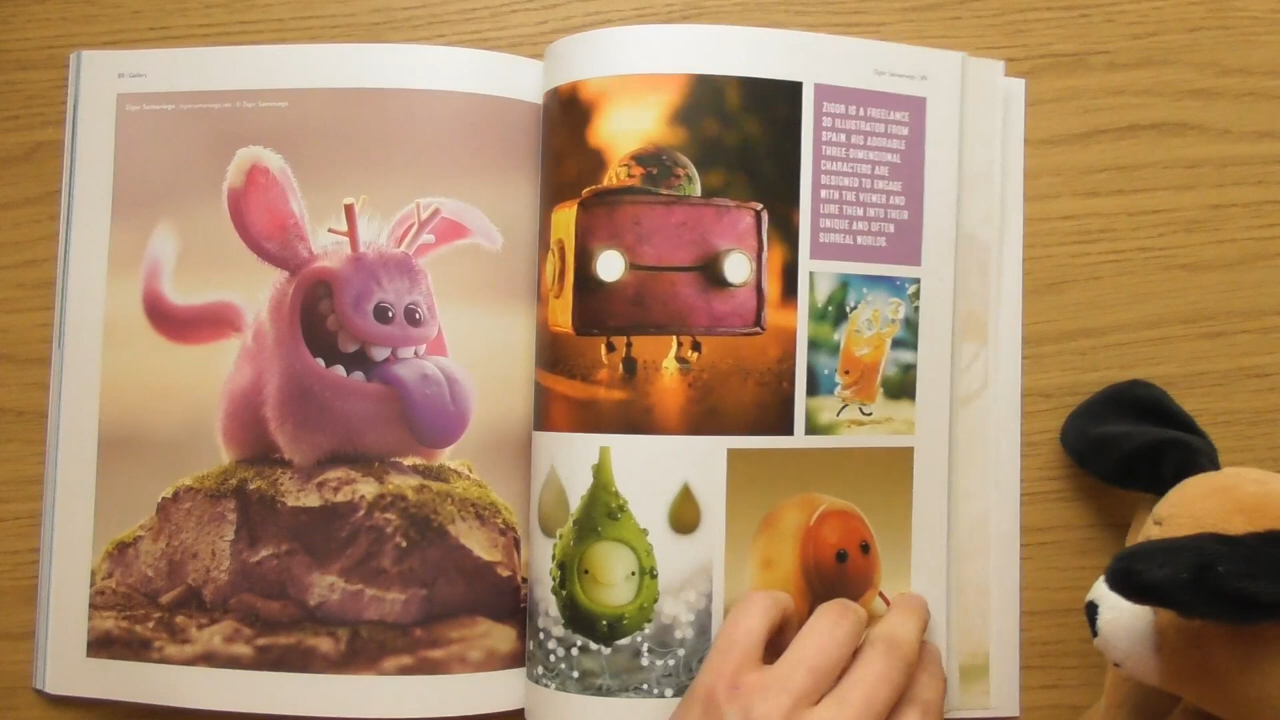 Gallery
ZIGOR IS A FREELANCE
3D ILLUSTRATOR FROM
SPAIN. HIS ADORABLE
THREE-DIMENSIONAL
CHARACTERS ARE
DESIGNED TO ENGAGE
WITH THE VIEWER AND
LURE THEM INTO THEIR
UNIQUE AND OFTEN
SURREAL WORLDS.